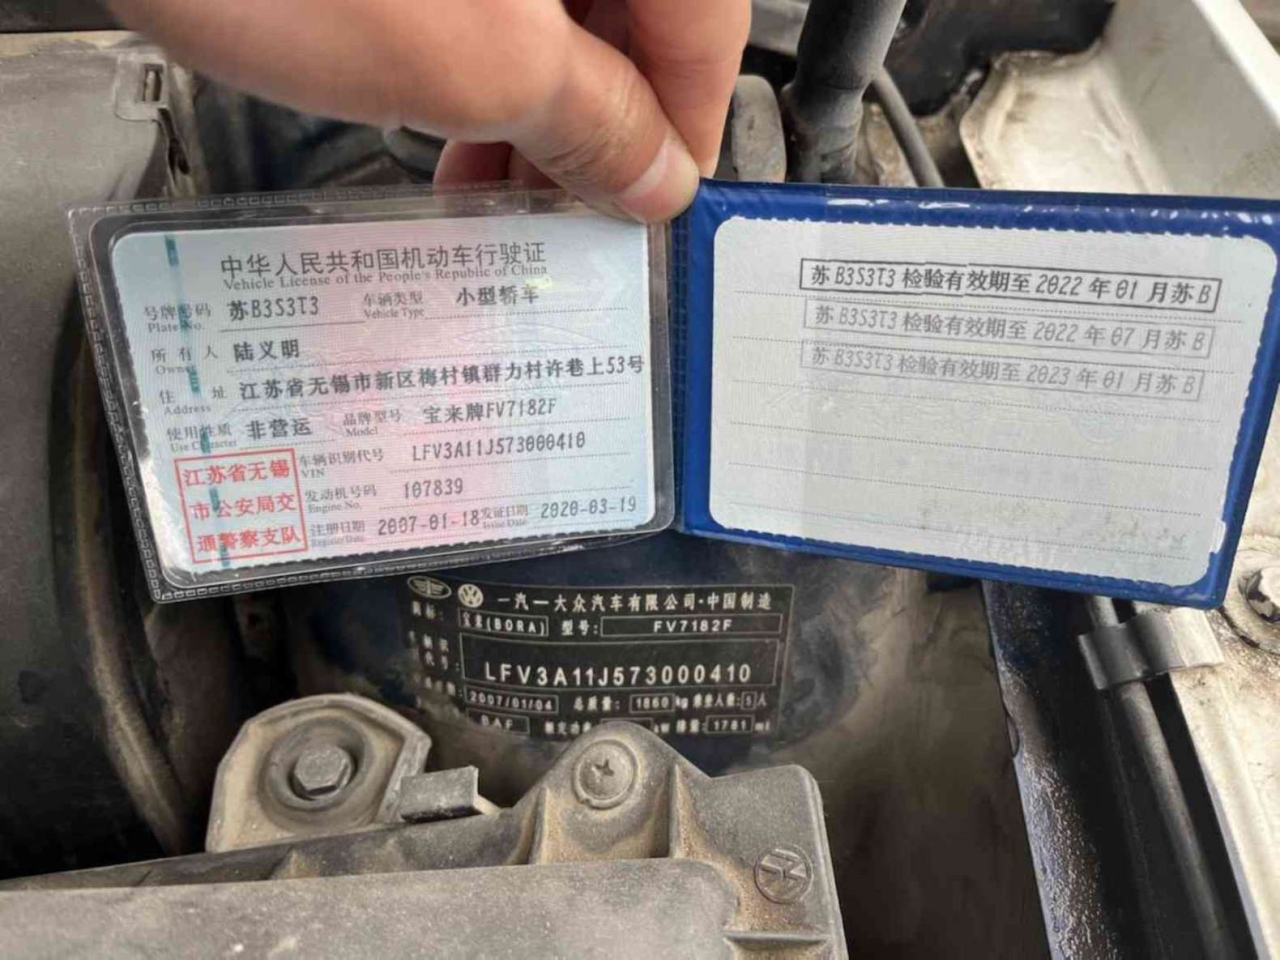 中华人民共和国机动车行驶证
Vehicle License of the People's Republic of China
号牌号码 苏B3S3T3 车辆类型 小型轿车
Plate No. Vehicle Type
所有人 陆义明
Owner
住址 江苏省无锡市新区梅村镇群力村许巷上53号
Address
使用性质 非营运 品牌型号 宝来牌FV7182F
Use Character Model
江苏省无锡
市公安局交
通警察支队
车辆识别代号 LFV3A11J573000410
VIN
发动机号码 107839
Engine No.
注册日期 2007-01-18 发证日期 2020-03-19
Register Date Issue Date
苏B3S3T3检验有效期至2022年01月苏B
苏B3S3T3检验有效期至2022年07月苏B
苏B3S3T3检验有效期至2023年01月苏B
一汽一大众汽车有限公司·中国制造
宝来(BORA) 型号: FV7182F
LFV3A11J573000410
2007/01/04 总质量: 1860 kg 乘坐人数: 5人
排量: 1781 ml